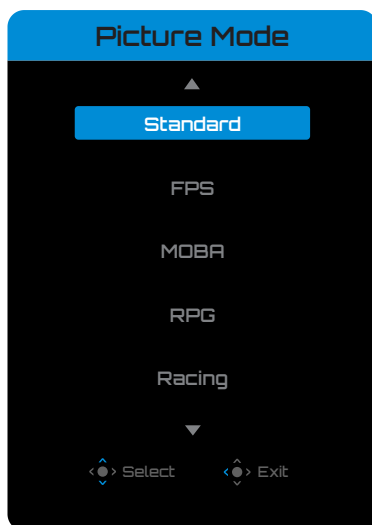 Picture Mode
Standard
FPS
MOBA
RPG
Racing
Select Exit